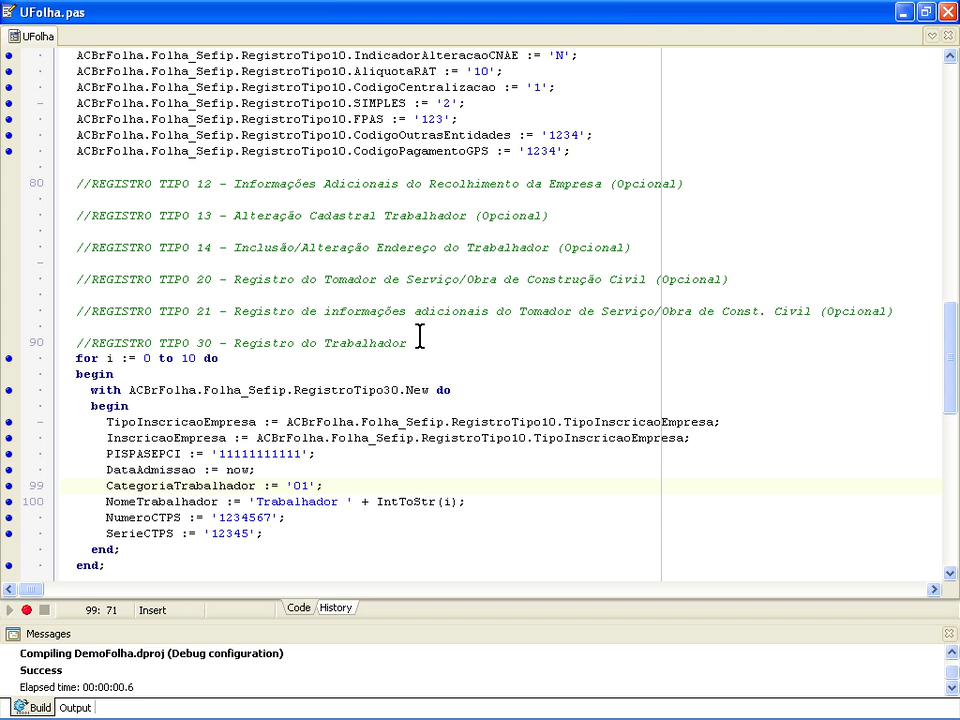 UFolha.pas
UFolha
ACBrFolha.Folha_Sefip.RegistroTipo10.IndicadorAlteracaoCNAE := 'N';
ACBrFolha.Folha_Sefip.RegistroTipo10.AliquotaRAT := '10';
ACBrFolha.Folha_Sefip.RegistroTipo10.CodigoCentralizacao := '1';
ACBrFolha.Folha_Sefip.RegistroTipo10.SIMPLES := '2';
ACBrFolha.Folha_Sefip.RegistroTipo10.FPAS := '123';
ACBrFolha.Folha_Sefip.RegistroTipo10.CodigoOutrasEntidades := '1234';
ACBrFolha.Folha_Sefip.RegistroTipo10.CodigoPagamentoGPS := '1234';
80 //REGISTRO TIPO 12 - Informações Adicionais do Recolhimento da Empresa (Opcional)
//REGISTRO TIPO 13 - Alteração Cadastral Trabalhador (Opcional)
//REGISTRO TIPO 14 - Inclusão/Alteração Endereço do Trabalhador (Opcional)
//REGISTRO TIPO 20 - Registro do Tomador de Serviço/Obra de Construção Civil (Opcional)
//REGISTRO TIPO 21 - Registro de informações adicionais do Tomador de Serviço/Obra de Const. Civil (Opcional)
90 //REGISTRO TIPO 30 - Registro do Trabalhador
for i := 0 to 10 do
begin
with ACBrFolha.Folha_Sefip.RegistroTipo30.New do
begin
TipoInscricaoEmpresa := ACBrFolha.Folha_Sefip.RegistroTipo10.TipoInscricaoEmpresa;
InscricaoEmpresa := ACBrFolha.Folha_Sefip.RegistroTipo10.TipoInscricaoEmpresa;
PISPASEPCI := '11111111111';
DataAdmissao := now;
99 CategoriaTrabalhador := '01';
100 NomeTrabalhador := 'Trabalhador ' + IntToStr(i);
NumeroCTPS := '1234567';
SerieCTPS := '12345';
end;
end;
99: 71 Insert Code History
Messages
Compiling DemoFolha.dproj (Debug configuration)
Success
Elapsed time: 00:00:00.6
Build Output